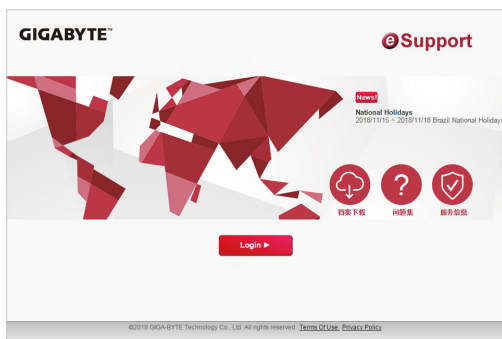 GIGABYTE™
eSupport
News!
National Holidays
2018/11/15 ~ 2018/11/18 Brazil National Holidays
?
档案下载 问题集 服务信息
Login ►
©2018 GIGA-BYTE Technology Co., Ltd. All rights reserved. Terms Of Use Privacy Policy